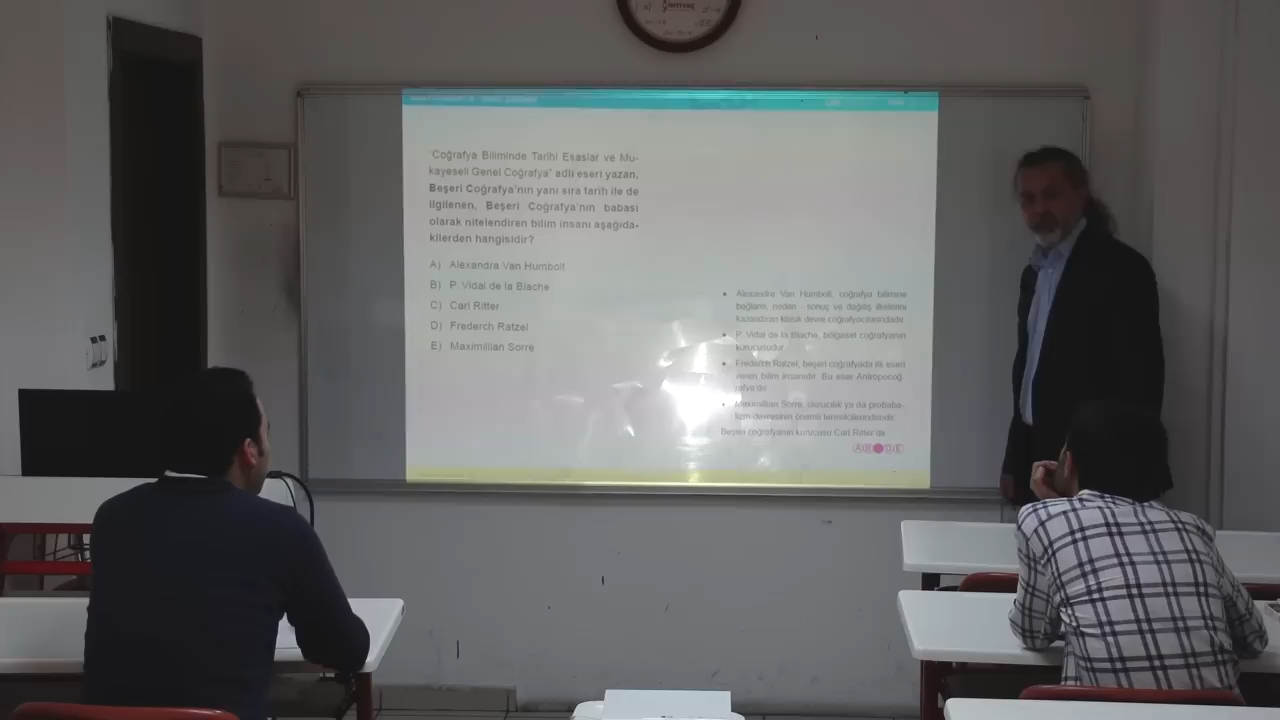 "Coğrafya Biliminde Tarihi Esaslar ve Mu-
kayeseli Genel Coğrafya" adlı eseri yazan,
Beşeri Coğrafya'nın yanı sıra tarih ile de
ilgilenen, Beşeri Coğrafya'nın babası
olarak nitelendiren bilim insanı aşağıda-
kilerden hangisidir?
A) Alexandra Van Humbolt
B) P. Vidal de la Blache
C) Carl Ritter
D) Frederch Ratzel
E) Maximillian Sorre
• Alexandra Van Humbolt, coğrafya bilimine
bağlantı, neden - sonuç ve dağılış ilkelerini
kazandıran klasik devre coğrafyacılarındandır.
• P. Vidal de la Blache, bölgesel coğrafyanın
kurucusudur.
• Frederch Ratzel, beşeri coğrafyada ilk eseri
veren bilim insanıdır. Bu eser Antropocoğ-
rafya'dır.
• Maximillian Sorre, olasıcılık ya da probaba-
lizm devresinin önemli temsilcilerindendir.
Beşeri coğrafyanın kurucusu Carl Ritter'dir.
A B D E